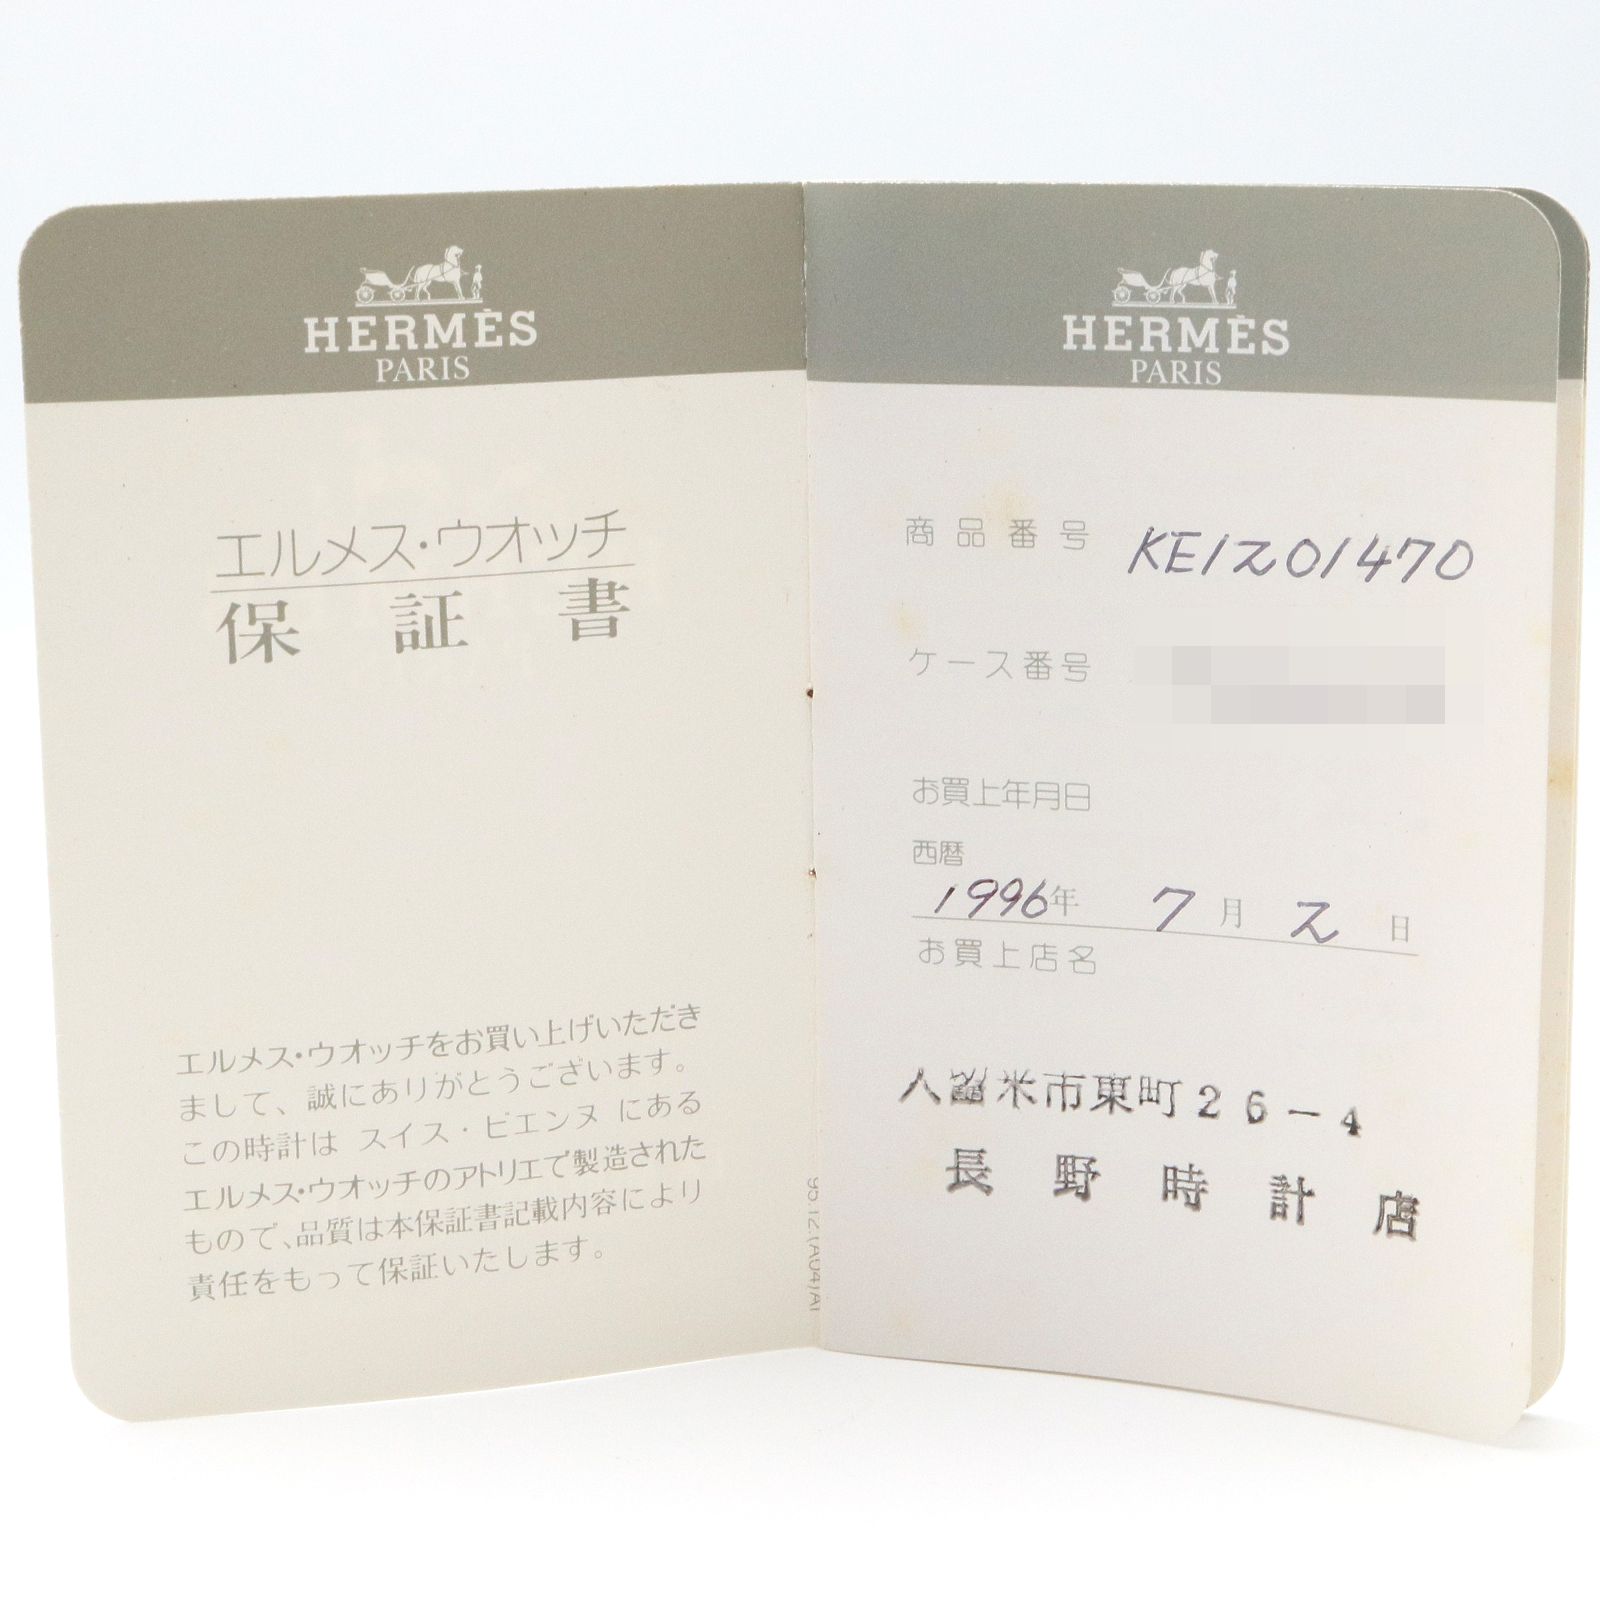 HERMÈS
PARIS
エルメス・ウオッチ
保証書
エルメス・ウオッチをお買い上げいただき
まして、誠にありがとうございます。
この時計は スイス・ビエンヌ にある
エルメス・ウオッチのアトリエで製造された
もので、品質は本保証書記載内容により
責任をもって保証いたします。
HERMÈS
PARIS
商品番号 KE1201470
ケース番号
お買上年月日
西暦
1996年 7月 2日
お買上店名
久留米市東町26-4
長野時計店